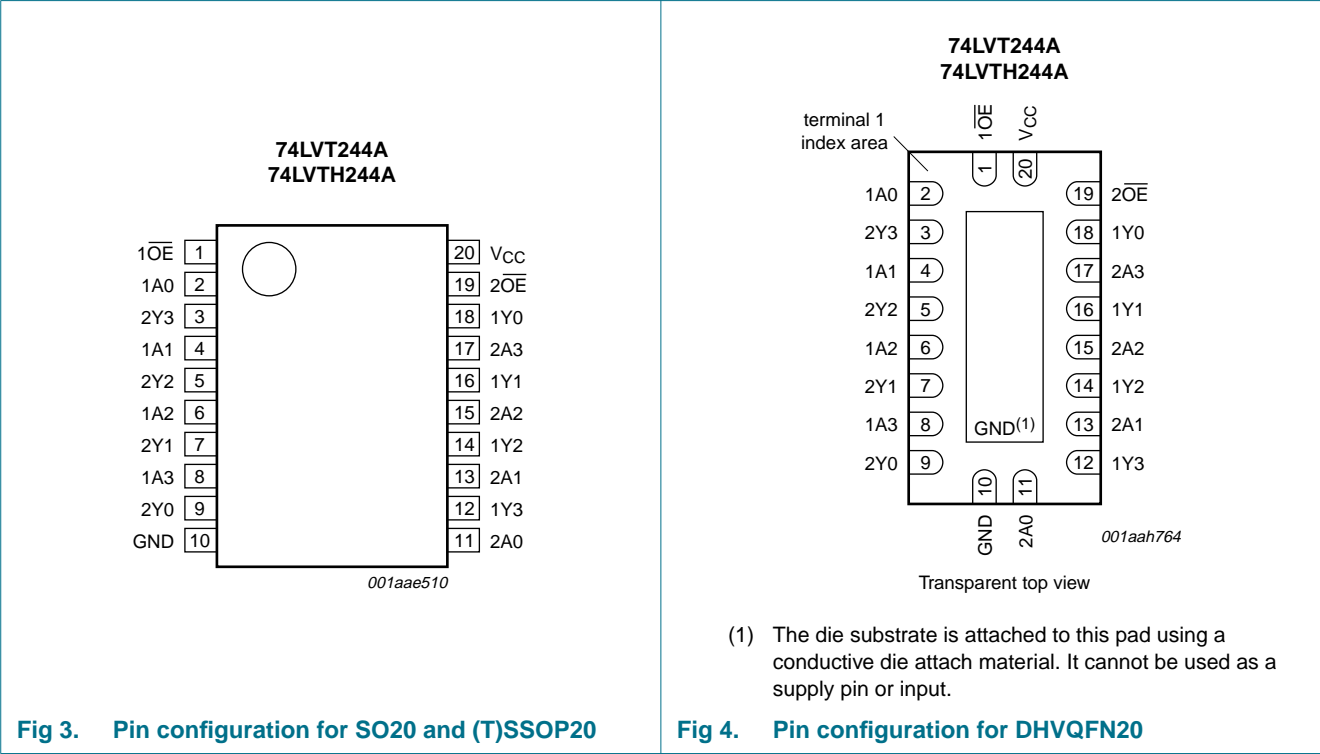 74LVT244A
74LVTH244A
1O̅E̅ 1
1A0 2
2Y3 3
1A1 4
2Y2 5
1A2 6
2Y1 7
1A3 8
2Y0 9
GND 10
20 VCC
19 2O̅E̅
18 1Y0
17 2A3
16 1Y1
15 2A2
14 1Y2
13 2A1
12 1Y3
11 2A0
001aae510
Fig 3. Pin configuration for SO20 and (T)SSOP20
74LVT244A
74LVTH244A
terminal 1
index area
1O̅E̅
VCC
1
20
1A0 2
2Y3 3
1A1 4
2Y2 5
1A2 6
2Y1 7
1A3 8
2Y0 9
19 2O̅E̅
18 1Y0
17 2A3
16 1Y1
15 2A2
14 1Y2
13 2A1
12 1Y3
GND(1)
10
11
GND
2A0
001aah764
Transparent top view
(1) The die substrate is attached to this pad using a
conductive die attach material. It cannot be used as a
supply pin or input.
Fig 4. Pin configuration for DHVQFN20